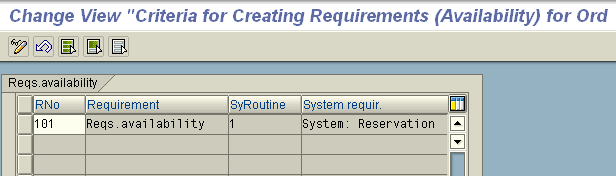 Change View "Criteria for Creating Requirements (Availability) for Ord
Reqs.availability
RNo Requirement SyRoutine System requir.
101 Reqs.availability 1 System: Reservation